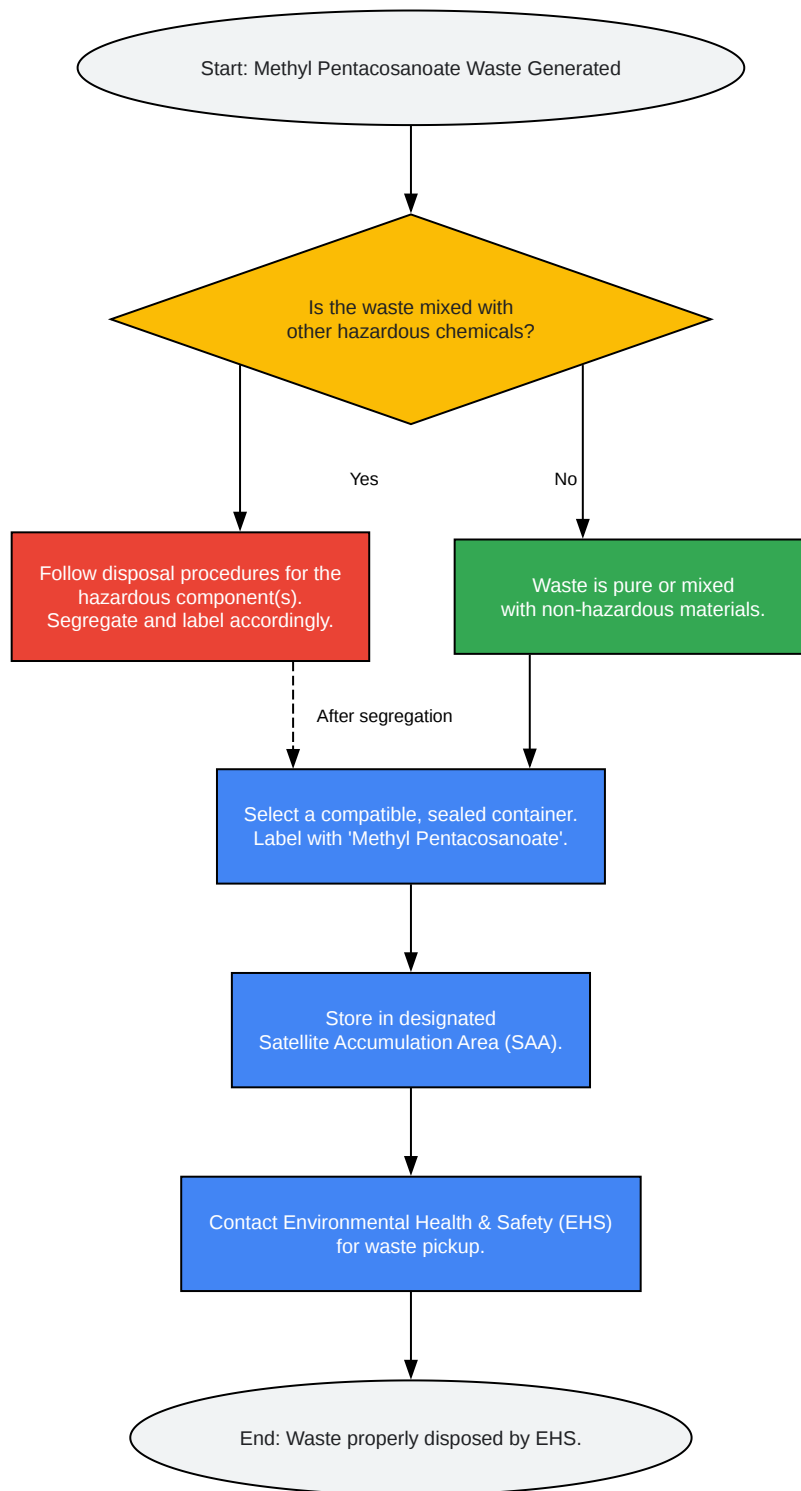 Start: Methyl Pentacosanoate Waste Generated
Is the waste mixed with
other hazardous chemicals?
Yes
No
Follow disposal procedures for the
hazardous component(s).
Segregate and label accordingly.
Waste is pure or mixed
with non-hazardous materials.
After segregation
Select a compatible, sealed container.
Label with 'Methyl Pentacosanoate'.
Store in designated
Satellite Accumulation Area (SAA).
Contact Environmental Health & Safety (EHS)
for waste pickup.
End: Waste properly disposed by EHS.